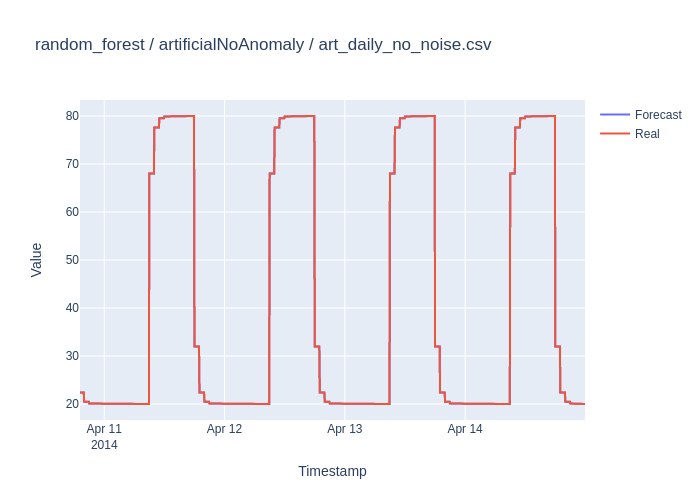 random_forest / artificialNoAnomaly / art_daily_no_noise.csv
Forecast
Real
Value
80
70
60
50
40
30
20
Apr 11
2014
Apr 12
Apr 13
Apr 14
Timestamp